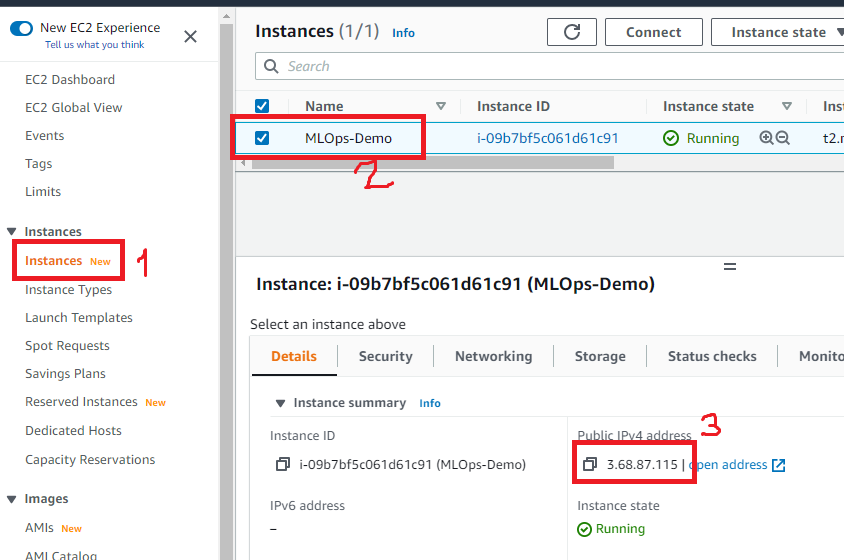 New EC2 Experience
Tell us what you think
EC2 Dashboard
EC2 Global View
Events
Tags
Limits
Instances
Instances New
1
Instance Types
Launch Templates
Spot Requests
Savings Plans
Reserved Instances New
Dedicated Hosts
Capacity Reservations
Images
AMIs New
AMI Catalog
Instances (1/1) Info
Connect
Instance state
Search
Name
Instance ID
Instance state
MLOps-Demo
i-09b7bf5c061d61c91
Running
2
Instance: i-09b7bf5c061d61c91 (MLOps-Demo)
Select an instance above
Details
Security
Networking
Storage
Status checks
Instance summary Info
3
Instance ID
i-09b7bf5c061d61c91 (MLOps-Demo)
Public IPv4 address
3.68.87.115 | open address
IPv6 address
–
Instance state
Running